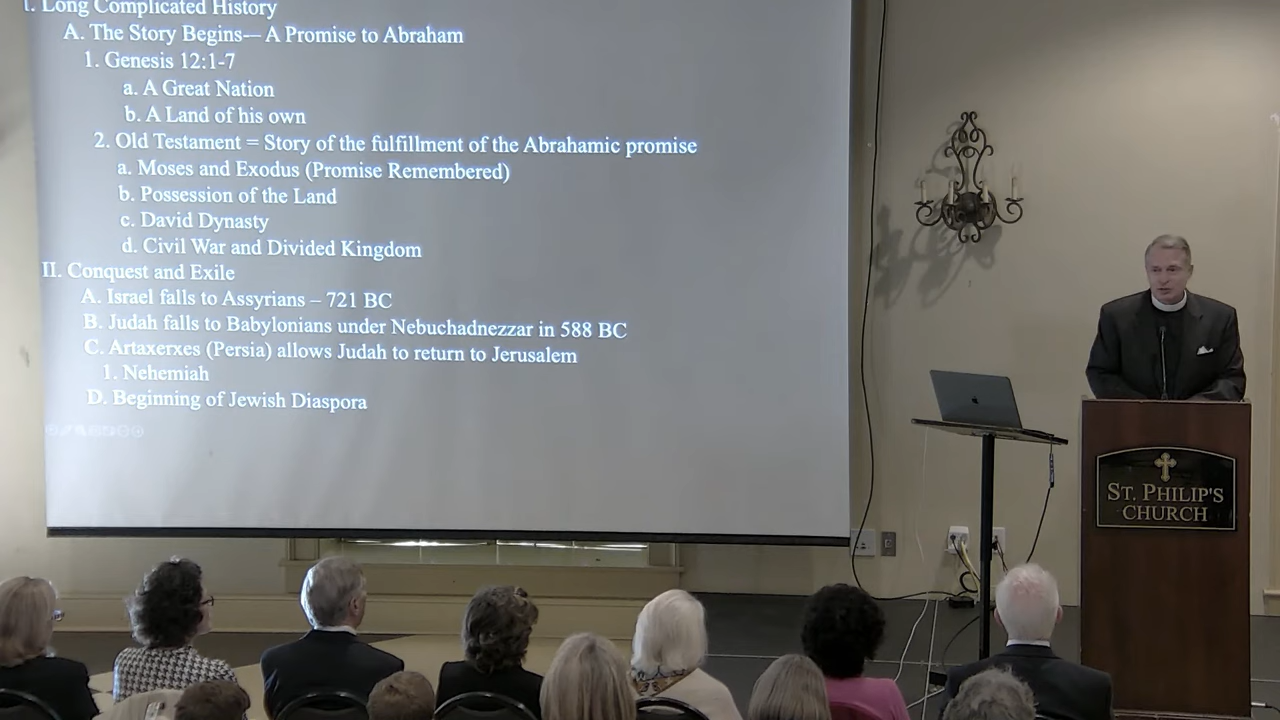 I. Long Complicated History
A. The Story Begins— A Promise to Abraham
1. Genesis 12:1-7
a. A Great Nation
b. A Land of his own
2. Old Testament = Story of the fulfillment of the Abrahamic promise
a. Moses and Exodus (Promise Remembered)
b. Possession of the Land
c. David Dynasty
d. Civil War and Divided Kingdom
II. Conquest and Exile
A. Israel falls to Assyrians – 721 BC
B. Judah falls to Babylonians under Nebuchadnezzar in 588 BC
C. Artaxerxes (Persia) allows Judah to return to Jerusalem
1. Nehemiah
D. Beginning of Jewish Diaspora
ST. PHILIP'S
CHURCH